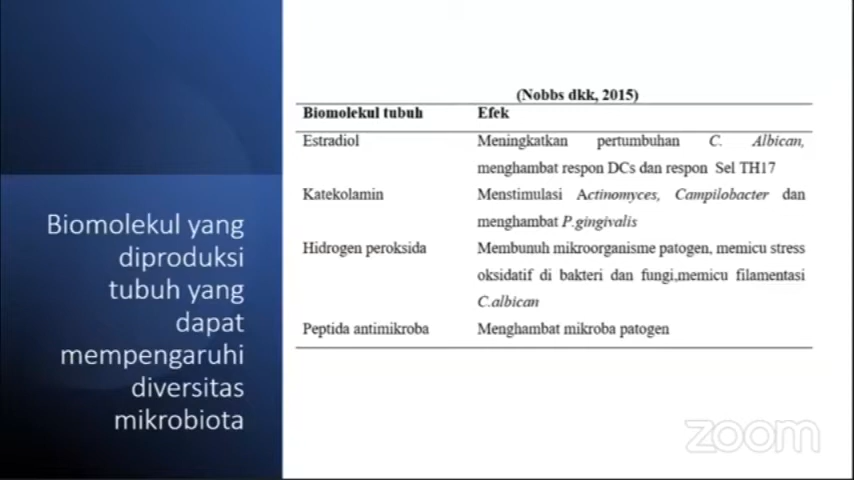 Biomolekul yang
diproduksi
tubuh yang
dapat
mempengaruhi
diversitas
mikrobiota
(Nobbs dkk, 2015)
Biomolekul tubuh Efek
Estradiol Meningkatkan pertumbuhan C. Albican,
menghambat respon DCs dan respon Sel TH17
Katekolamin Menstimulasi Actinomyces, Campilobacter dan
menghambat P.gingivalis
Hidrogen peroksida Membunuh mikroorganisme patogen, memicu stress
oksidatif di bakteri dan fungi,memicu filamentasi
C.albican
Peptida antimikroba Menghambat mikroba patogen
zoom